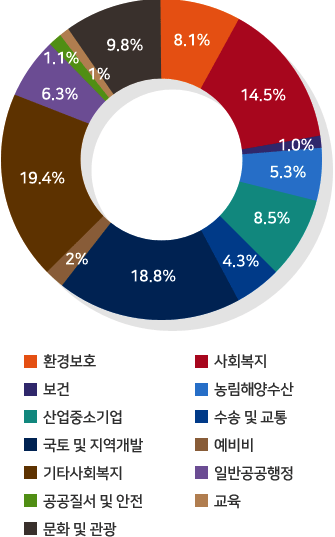 9.8%
8.1%
1.1%
1%
14.5%
6.3%
1.0%
5.3%
19.4%
8.5%
2%
4.3%
18.8%
환경보호
사회복지
보건
농림해양수산
산업중소기업
수송 및 교통
국토 및 지역개발
예비비
기타사회복지
일반공공행정
공공질서 및 안전
교육
문화 및 관광